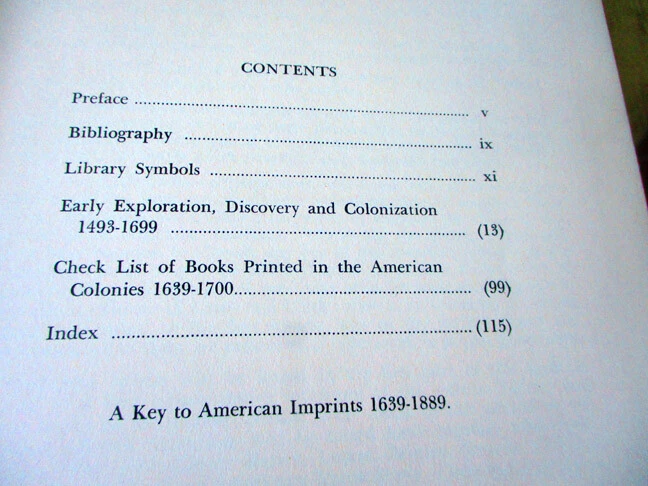 CONTENTS
Preface .......................................................................... v
Bibliography ................................................................ ix
Library Symbols ........................................................... xi
Early Exploration, Discovery and Colonization
1493-1699 ................................................................ (13)
Check List of Books Printed in the American
Colonies 1639-1700..................................................... (99)
Index ............................................................................ (115)
A Key to American Imprints 1639-1889.